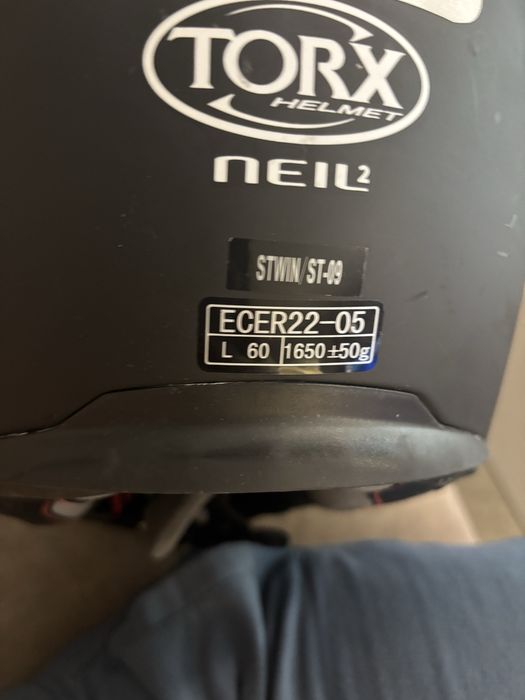 TORX
HELMET
NEIL²
STWIN/ST-09
ECER22-05
L 60 1650±50g